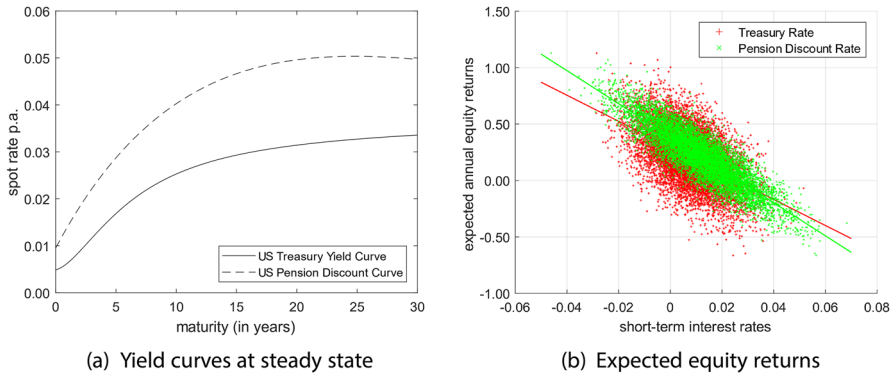 0.06
0.05
0.04
0.03
0.02
0.01
0.00
spot rate p.a.
US Treasury Yield Curve
US Pension Discount Curve
0 5 10 15 20 25 30
maturity (in years)
(a) Yield curves at steady state
1.50
1.00
0.50
0.00
-0.50
-1.00
expected annual equity returns
Treasury Rate
Pension Discount Rate
-0.06 -0.04 -0.02 0 0.02 0.04 0.06 0.08
short-term interest rates
(b) Expected equity returns